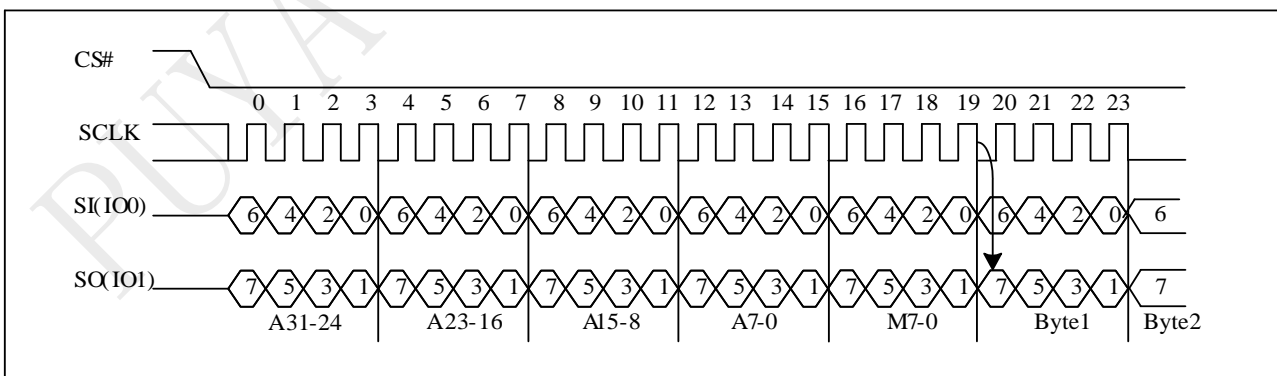 PUYA
CS#
0 1 2 3 4 5 6 7 8 9 10 11 12 13 14 15 16 17 18 19 20 21 22 23
SCLK
SI(IO0) 6 4 2 0 6 4 2 0 6 4 2 0 6 4 2 0 6 4 2 0 6 4 2 0 6
SO(IO1) 7 5 3 1 7 5 3 1 7 5 3 1 7 5 3 1 7 5 3 1 7 5 3 1 7
A31-24 A23-16 A15-8 A7-0 M7-0 Byte1 Byte2